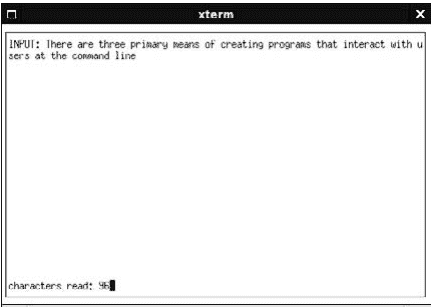 xterm
INPUT: There are three primary means of creating programs that interact with u
sers at the command line
characters read: 96